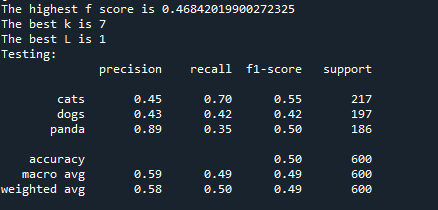 The highest f score is 0.46842019900272325
The best k is 7
The best L is 1
Testing:
precision recall f1-score support
cats 0.45 0.70 0.55 217
dogs 0.43 0.42 0.42 197
panda 0.89 0.35 0.50 186
accuracy 0.50 600
macro avg 0.59 0.49 0.49 600
weighted avg 0.58 0.50 0.49 600